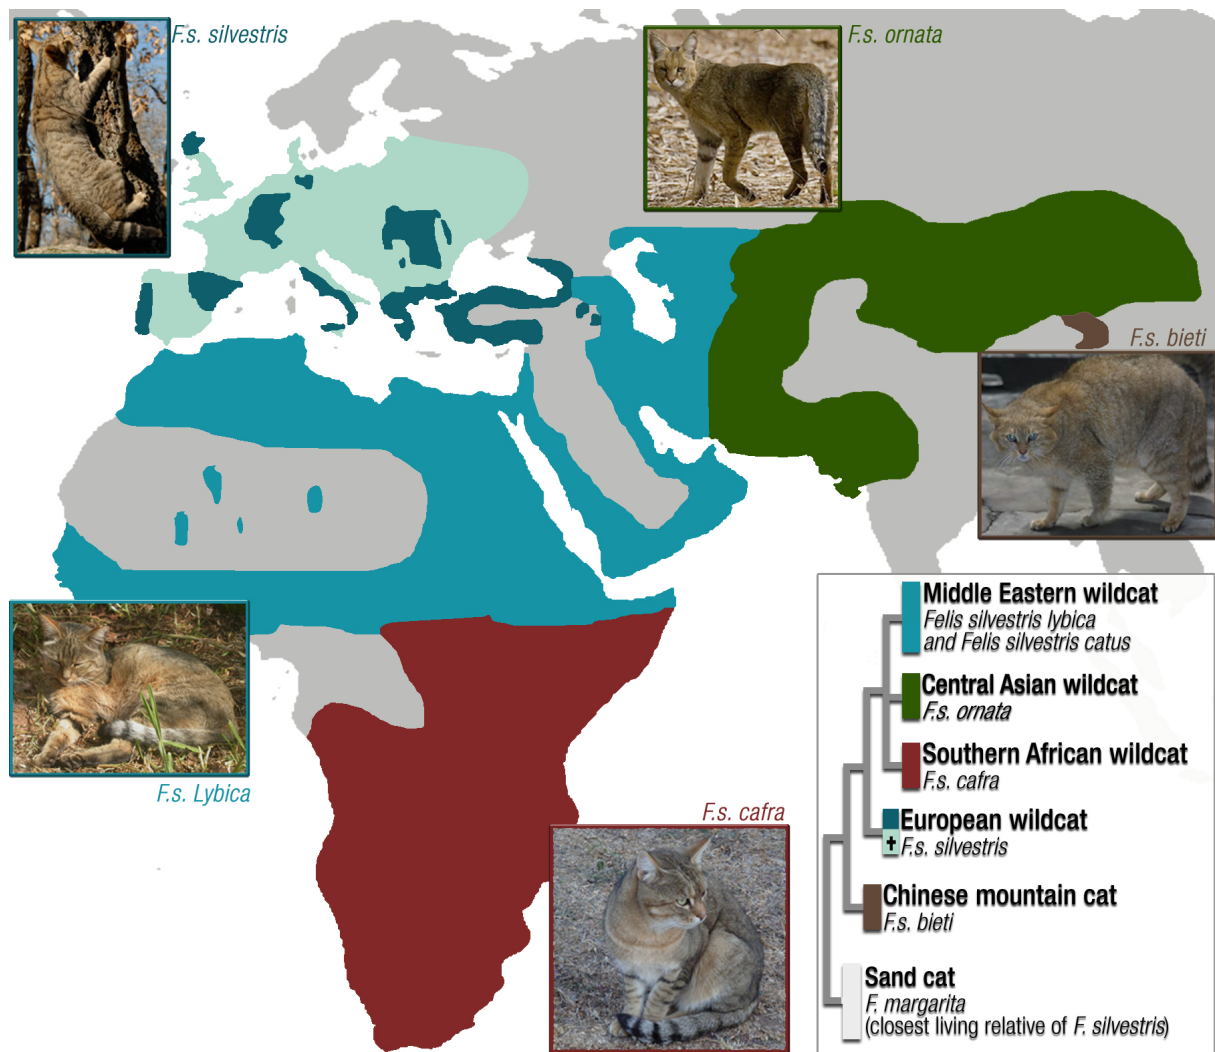 F.s. silvestris
F.s. ornata
F.s. bieti
F.s. Lybica
F.s. cafra
Middle Eastern wildcat
Felis silvestris lybica
and Felis silvestris catus
Central Asian wildcat
F.s. ornata
Southern African wildcat
F.s. cafra
European wildcat
✝ F.s. silvestris
Chinese mountain cat
F.s. bieti
Sand cat
F. margarita
(closest living relative of F. silvestris)